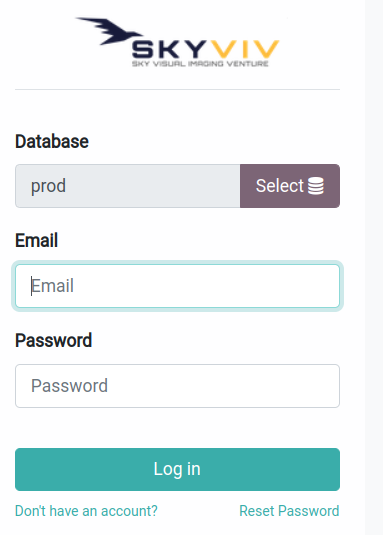 SKYVIV
SKY VISUAL IMAGING VENTURE
Database
prod
Select
Email
Email
Password
Password
Log in
Don't have an account? Reset Password